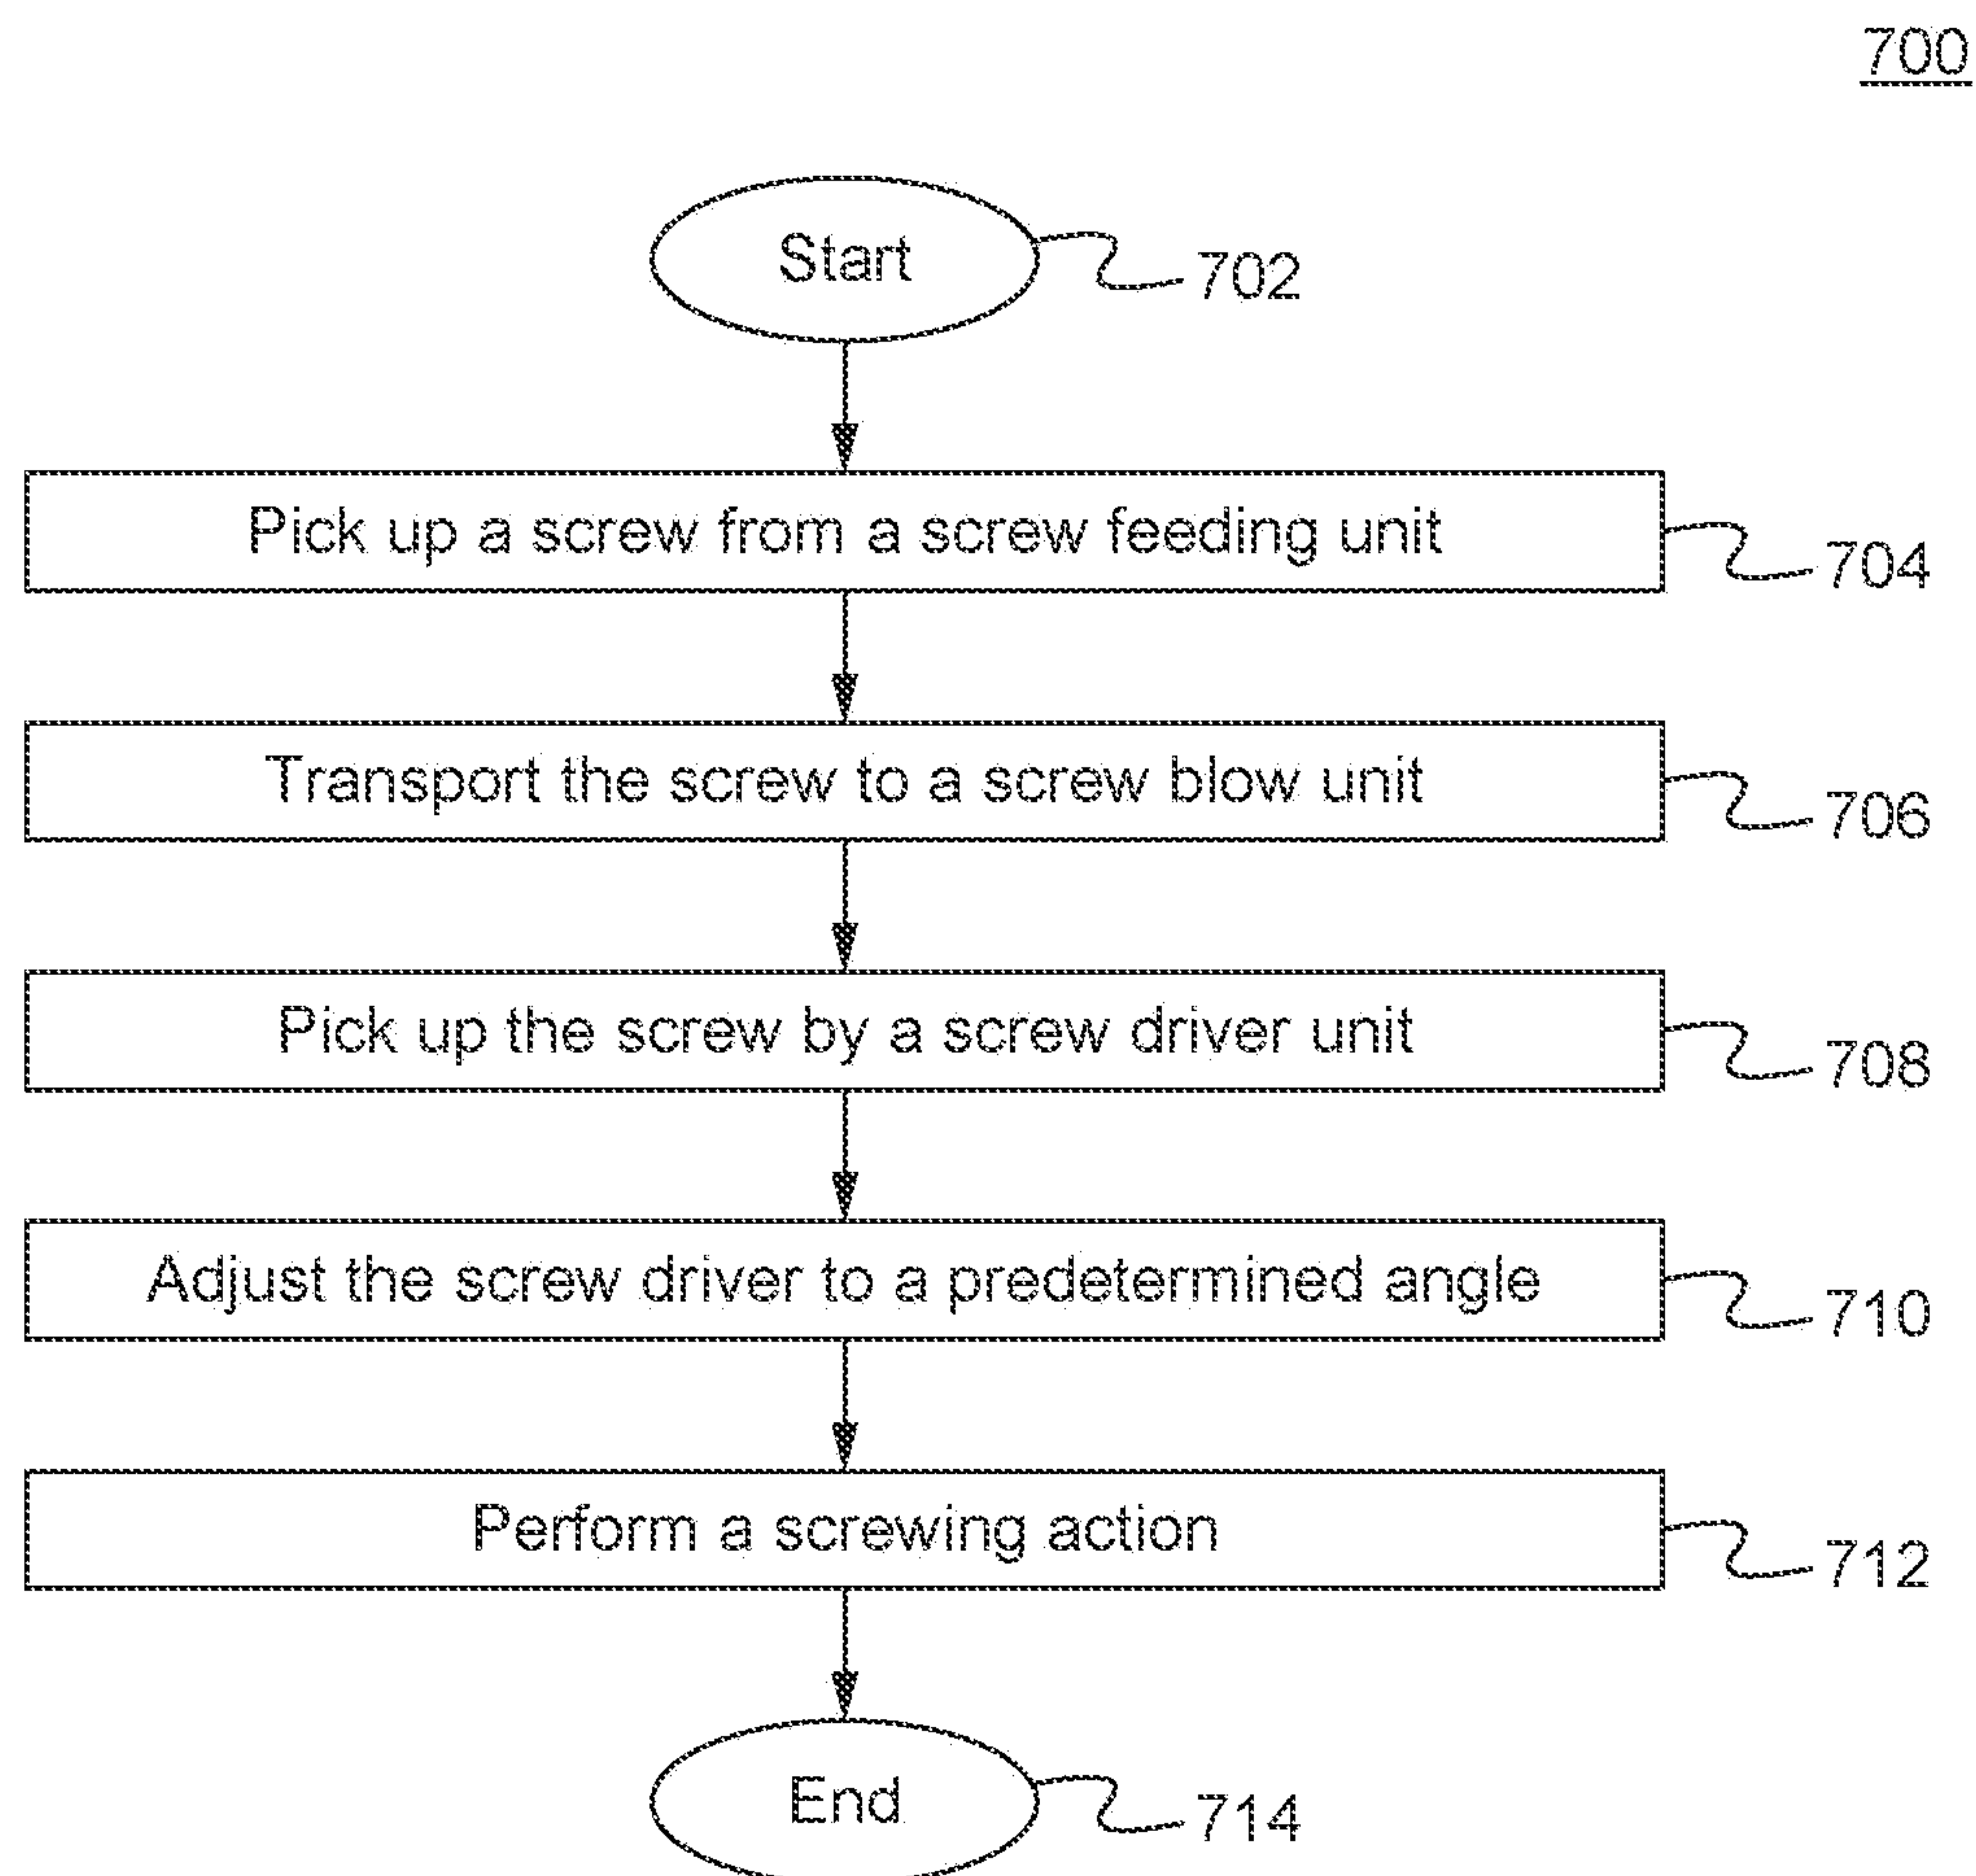 700
Start
702
Pick up a screw from a screw feeding unit
704
Transport the screw to a screw blow unit
706
Pick up the screw by a screw driver unit
708
Adjust the screw driver to a predetermined angle
710
Perform a screwing action
712
End
714